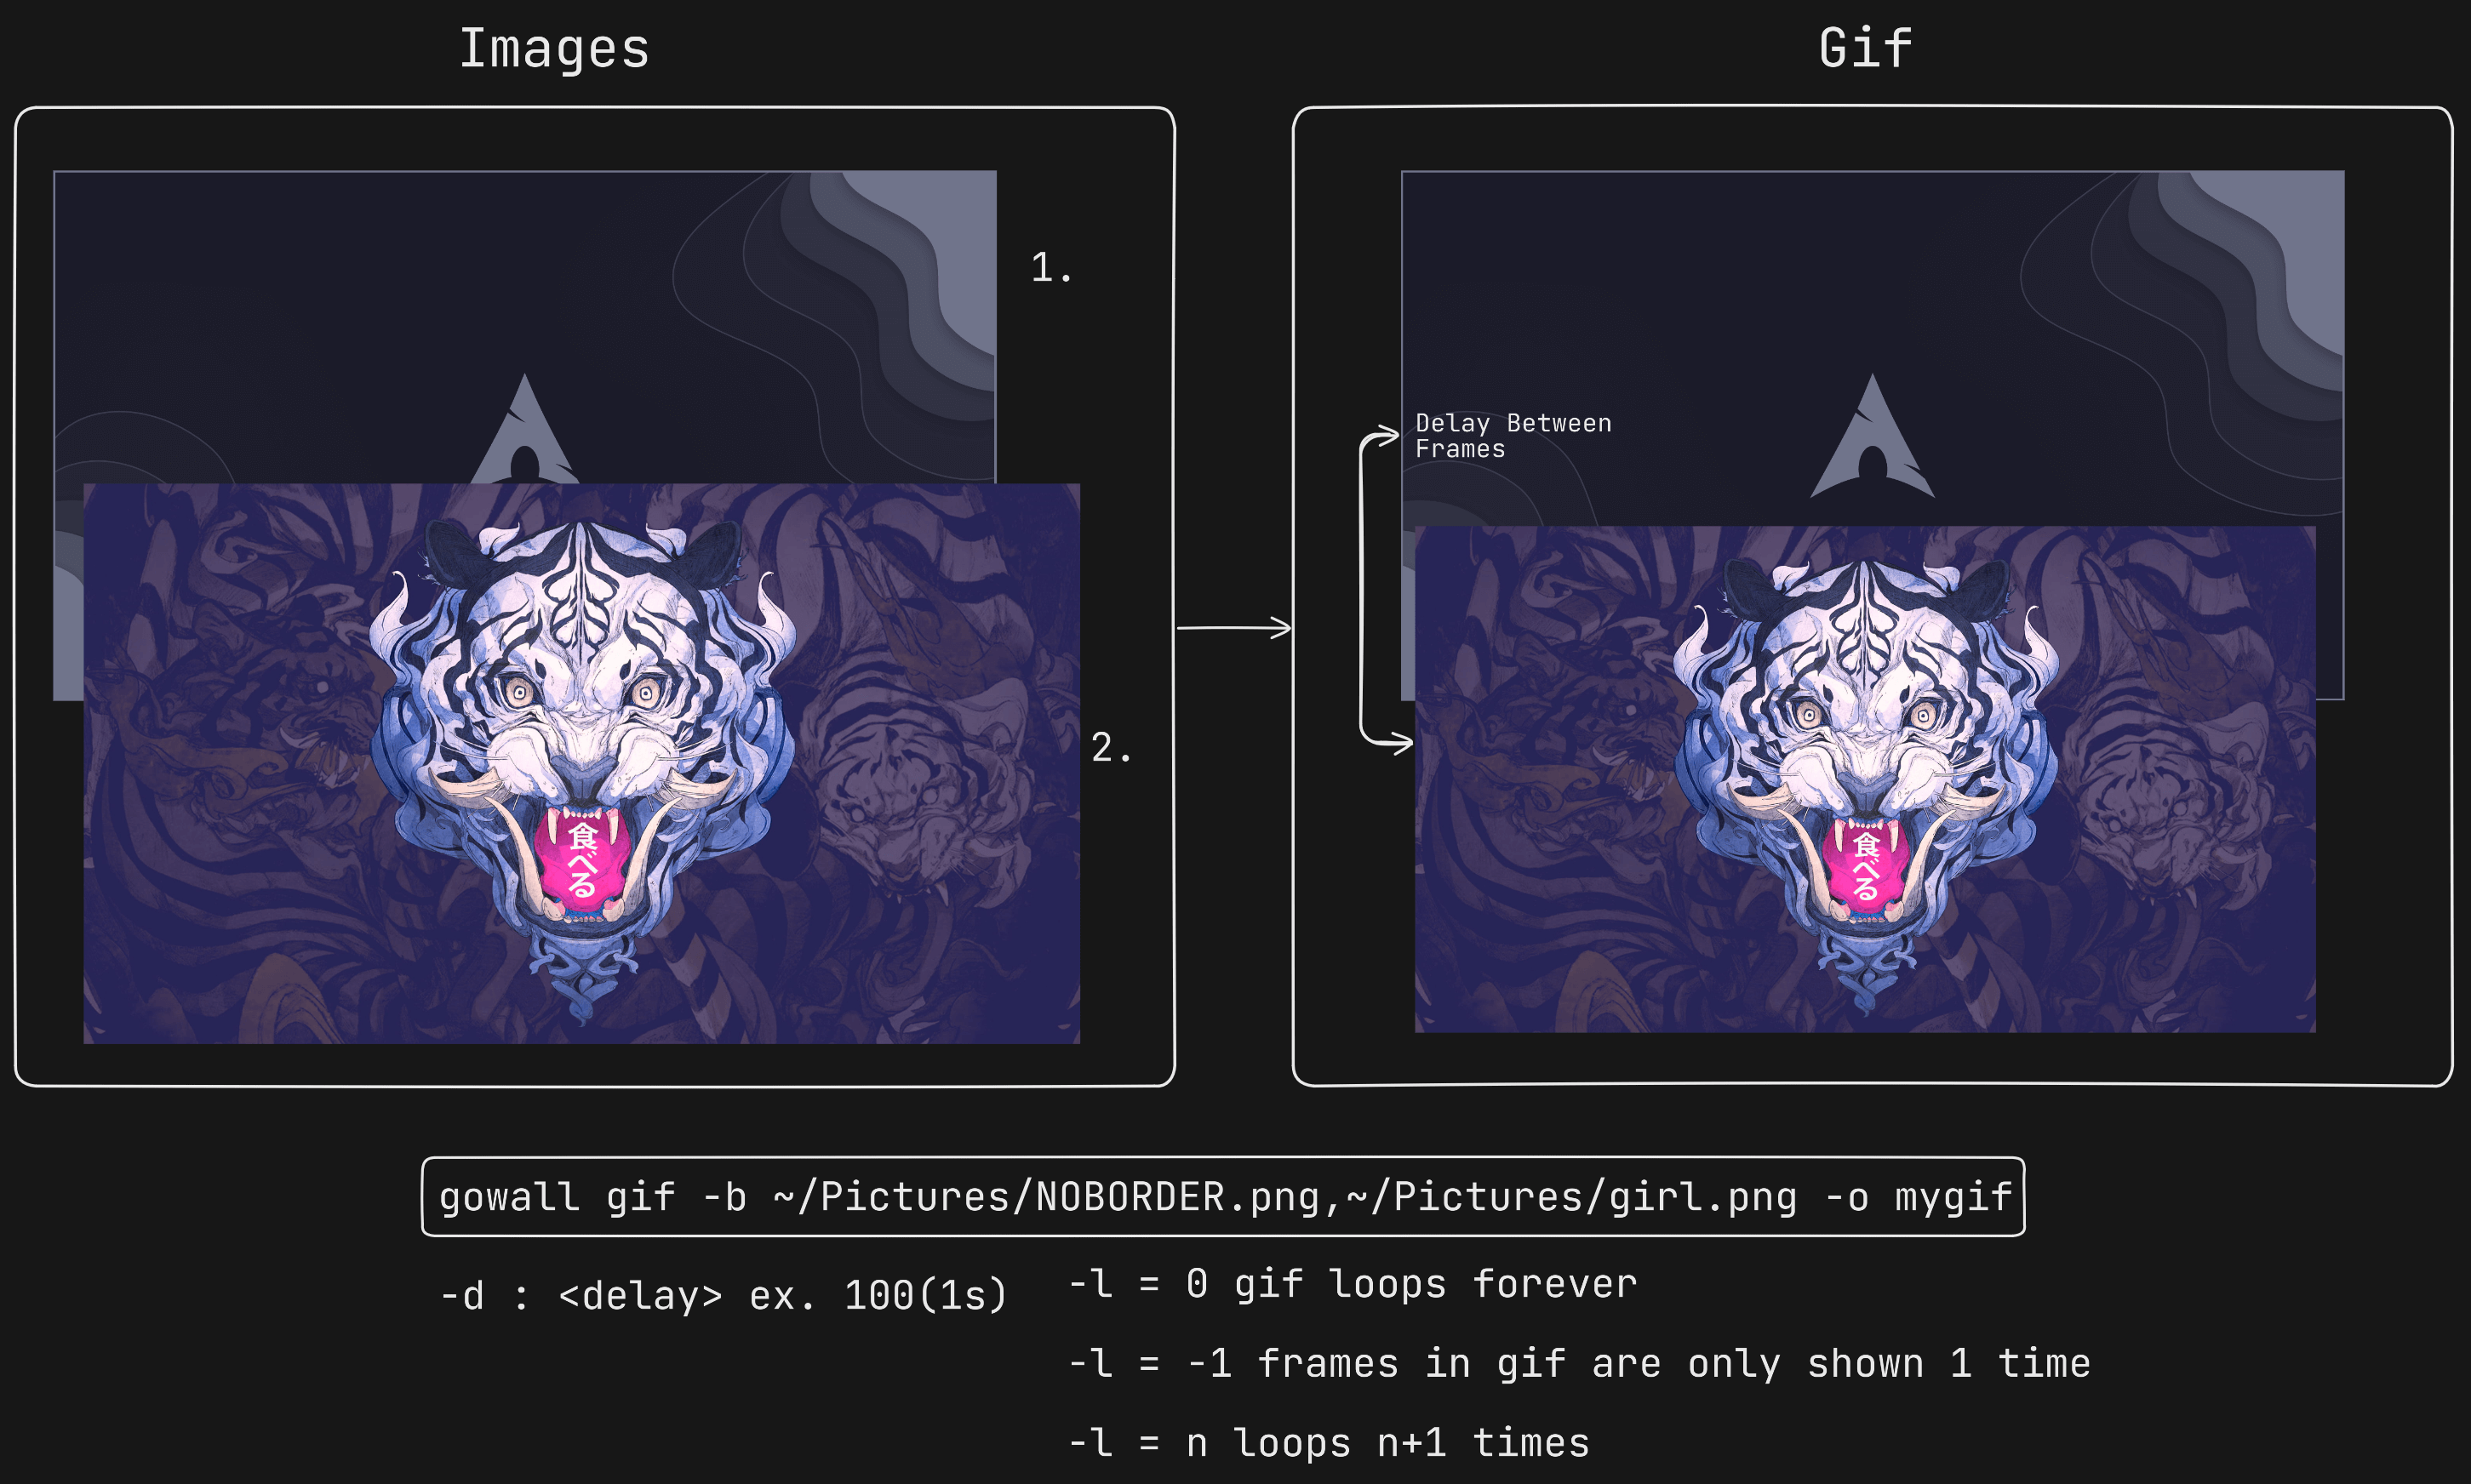 Images
Gif
1.
Delay Between
Frames
2.
食べる
食べる
gowall gif -b ~/Pictures/NOBORDER.png,~/Pictures/girl.png -o mygif
-d : <delay> ex. 100(1s)
-l = 0 gif loops forever
-l = -1 frames in gif are only shown 1 time
-l = n loops n+1 times